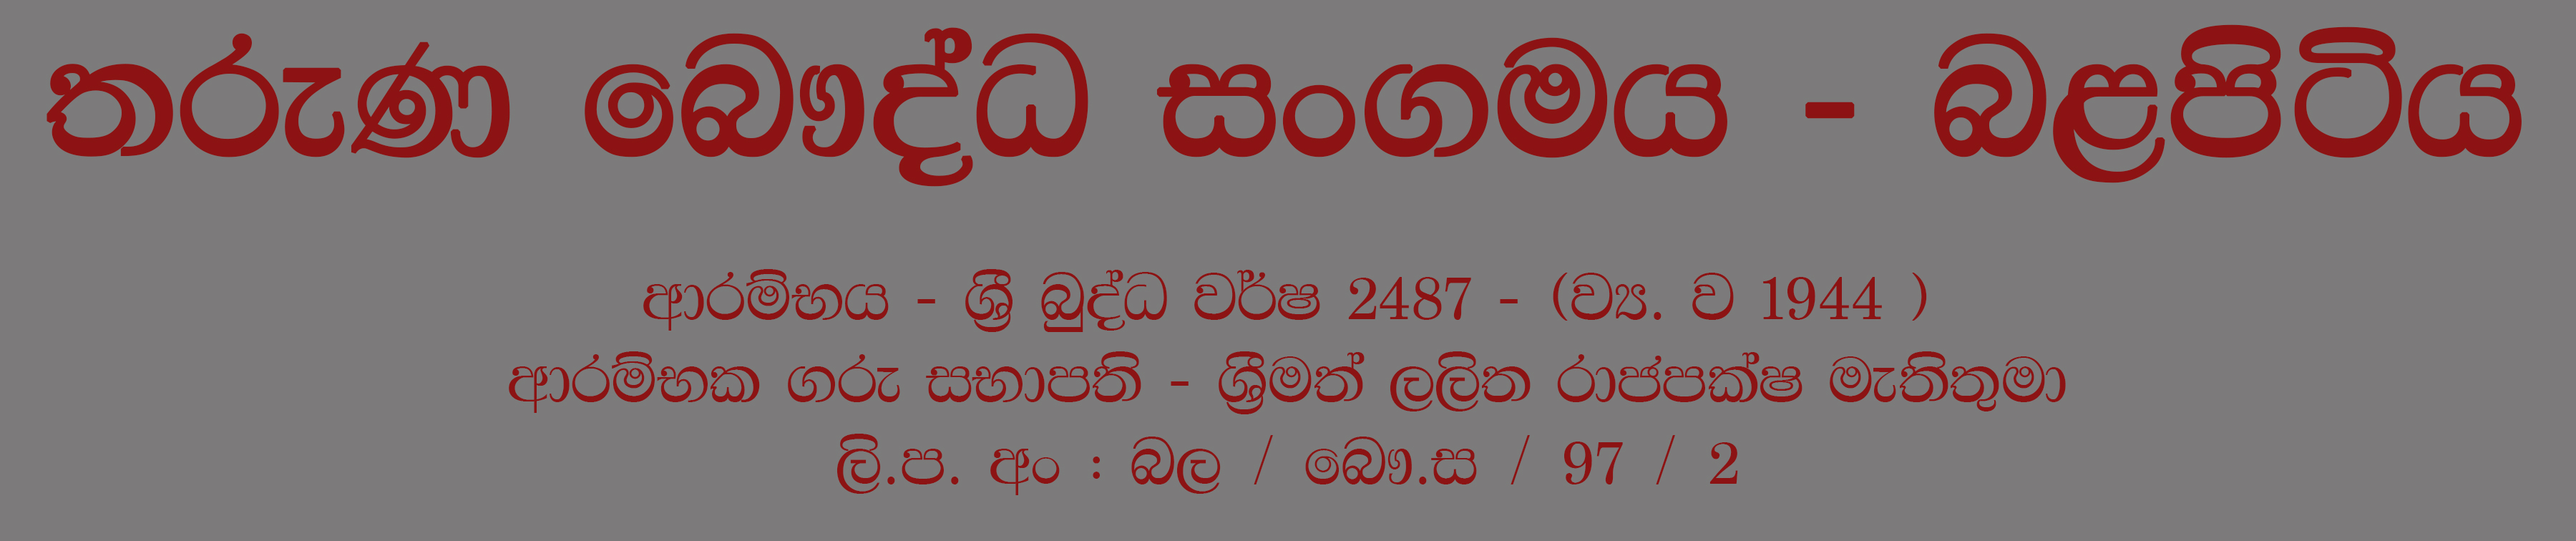 තරුණ බෞද්ධ සංගමය - බළපිටිය
ආරම්භය - ශ්‍රී බුද්ධ වර්ෂ 2487 - (ව්‍ය. ව 1944 )
ආරම්භක ගරු සභාපති - ශ්‍රීමත් ලලිත රාජපක්ෂ මැතිතුමා
ලි.ප. අං : බල / බෞ.ස / 97 / 2